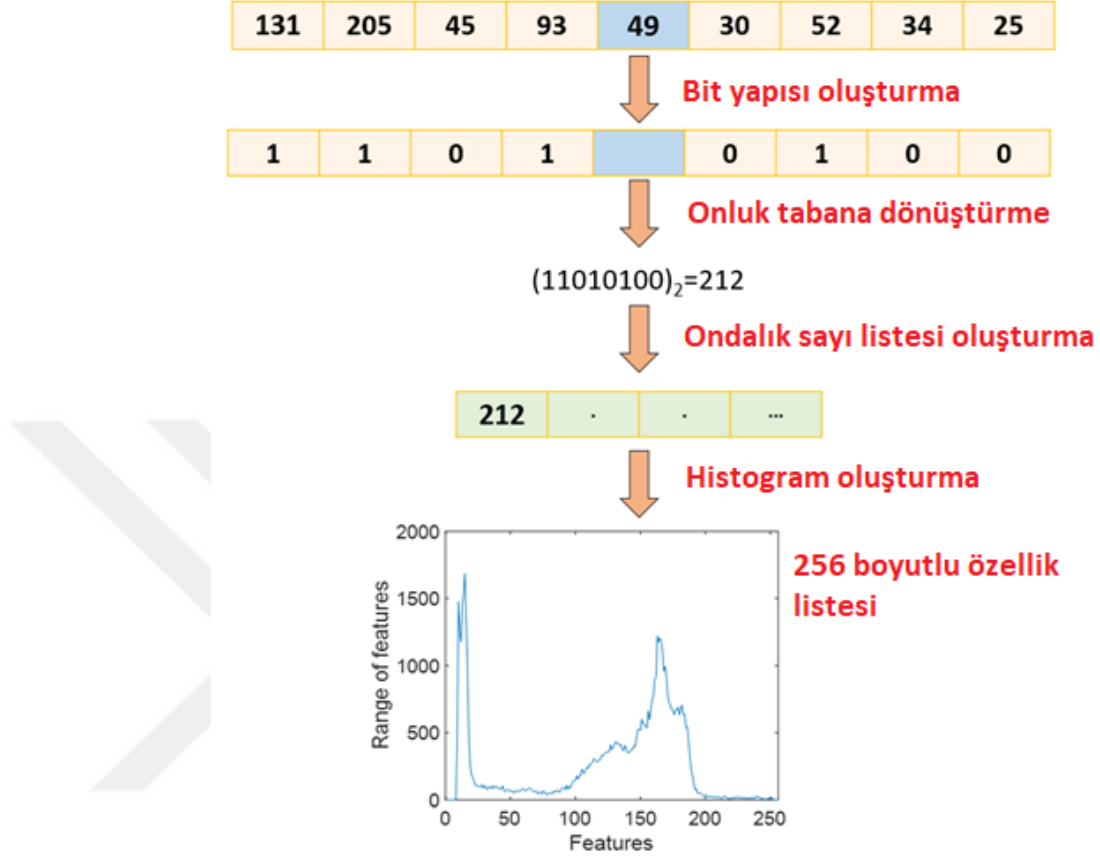 131 205 45 93 49 30 52 34 25
Bit yapısı oluşturma
1 1 0 1 0 1 0 0
Onluk tabana dönüştürme
(11010100)₂=212
Ondalık sayı listesi oluşturma
212 . . ...
Histogram oluşturma
256 boyutlu özellik
listesi
2000
1500
1000
500
0
Range of features
0 50 100 150 200 250
Features